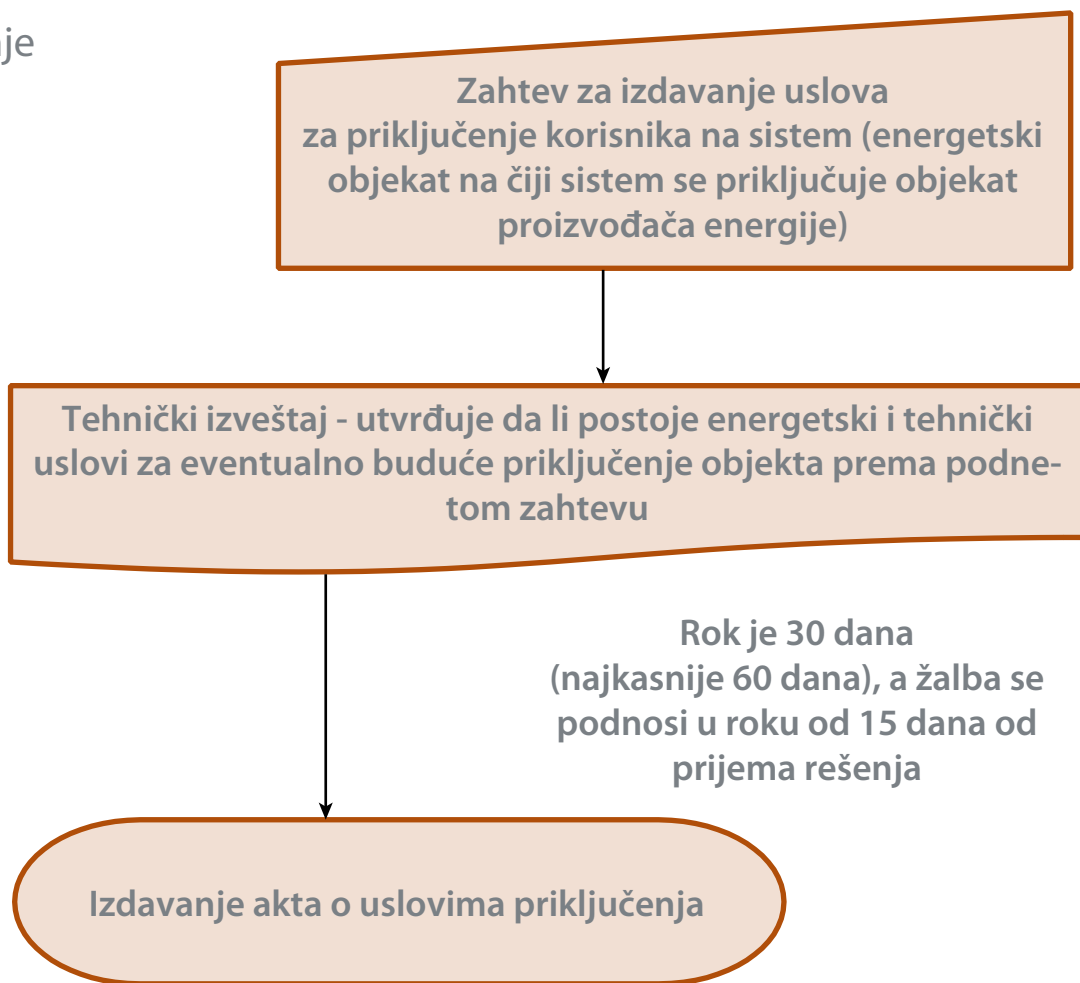 je
Zahtev za izdavanje uslova
za priključenje korisnika na sistem (energetski
objekat na čiji sistem se priključuje objekat
proizvođača energije)
Tehnički izveštaj - utvrđuje da li postoje energetski i tehnički
uslovi za eventualno buduće priključenje objekta prema podne-
tom zahtevu
Rok je 30 dana
(najkasnije 60 dana), a žalba se
podnosi u roku od 15 dana od
prijema rešenja
Izdavanje akta o uslovima priključenja